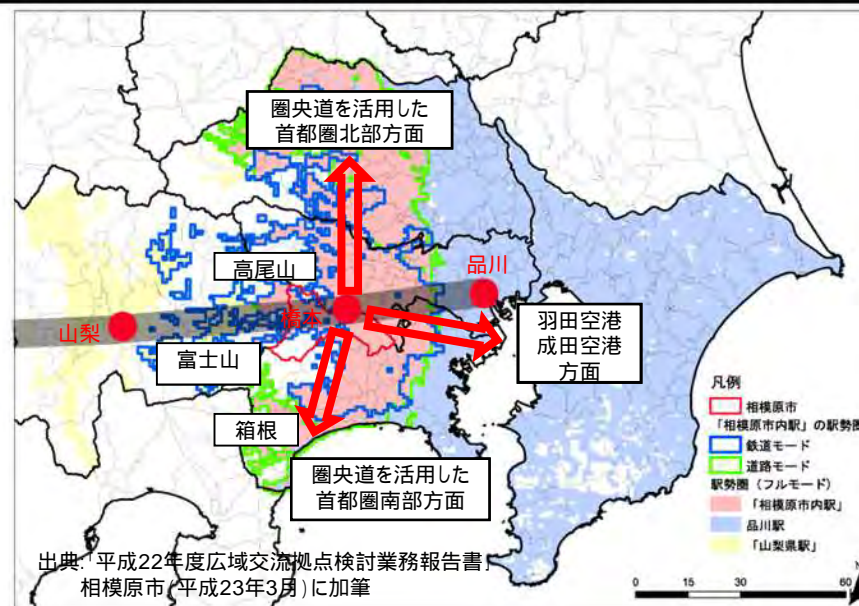 圏央道を活用した
首都圏北部方面
高尾山
品川
橋本
山梨
羽田空港
成田空港
方面
富士山
箱根
圏央道を活用した
首都圏南部方面
凡例
相模原市
「相模原市内駅」の駅勢圏
鉄道モード
道路モード
駅勢圏（フルモード）
「相模原市内駅」
品川駅
「山梨県駅」
出典:「平成22年度広域交流拠点検討業務報告書」
相模原市(平成23年3月)に加筆
0 15 30 60